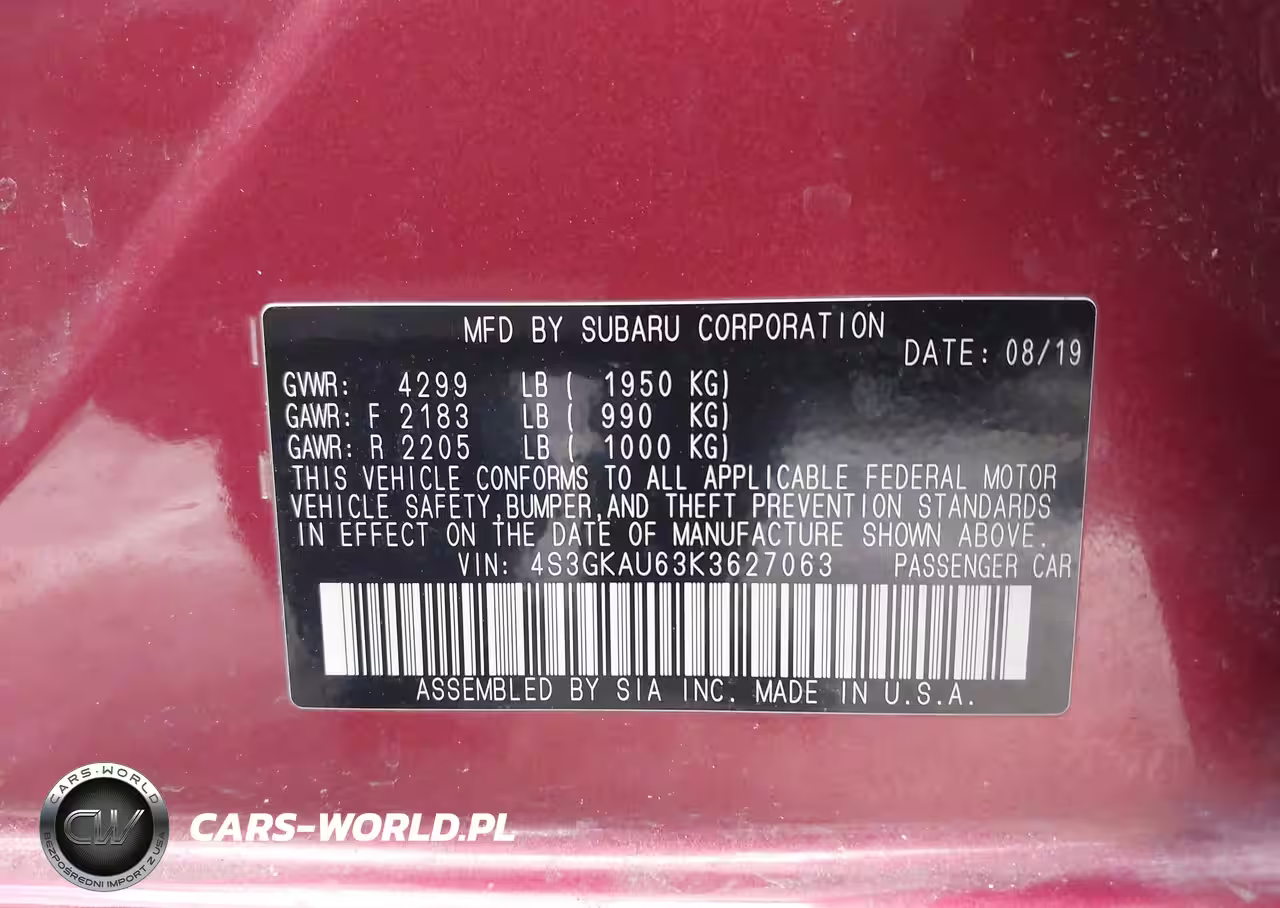 MFD BY SUBARU CORPORATION
DATE: 08/19
GVWR: 4299 LB ( 1950 KG)
GAWR: F 2183 LB ( 990 KG)
GAWR: R 2205 LB ( 1000 KG)
THIS VEHICLE CONFORMS TO ALL APPLICABLE FEDERAL MOTOR
VEHICLE SAFETY,BUMPER,AND THEFT PREVENTION STANDARDS
IN EFFECT ON THE DATE OF MANUFACTURE SHOWN ABOVE.
VIN: 4S3GKAU63K3627063 PASSENGER CAR
ASSEMBLED BY SIA INC. MADE IN U.S.A.
CARS-WORLD
CW
BEZPOŚREDNI IMPORT Z USA
CARS-WORLD.PL